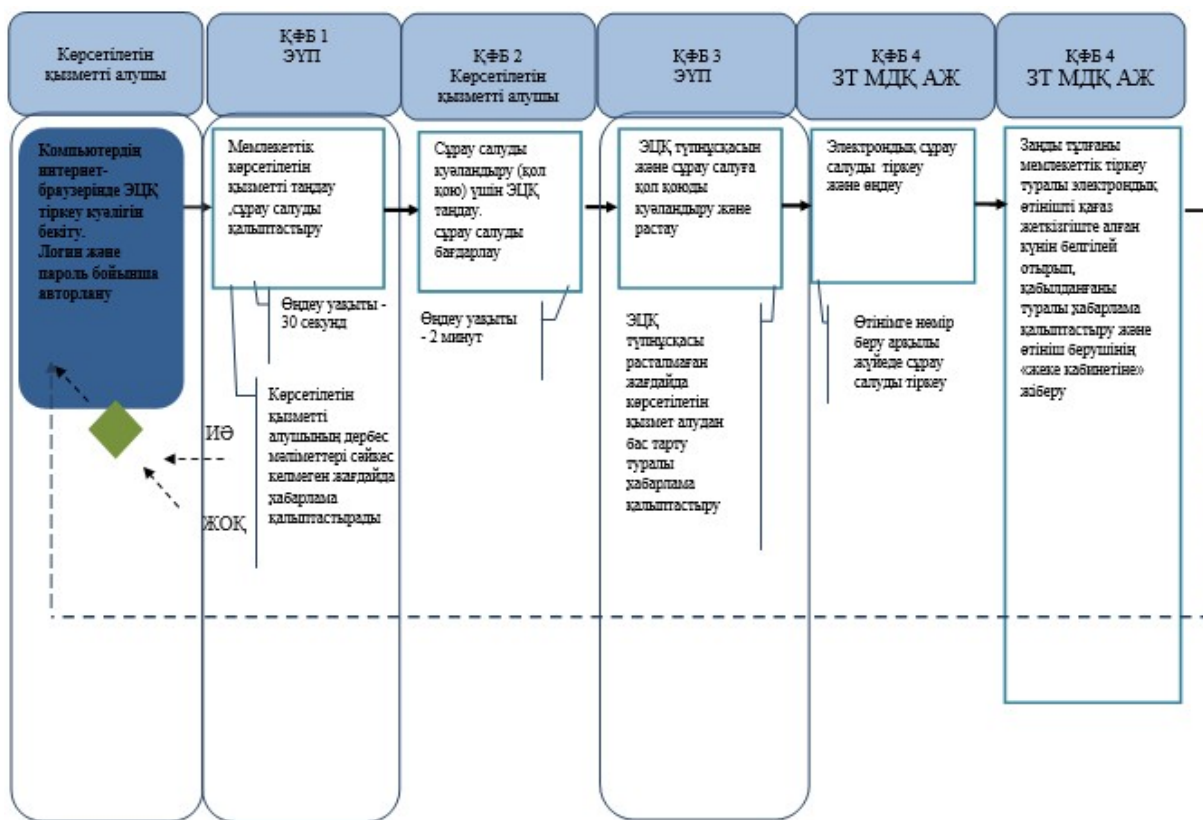 Көрсетілетін
қызметті алушы
ҚФБ 1
ЭҮП
ҚФБ 2
Көрсетілетін
қызметті алушы
ҚФБ 3
ЭҮП
ҚФБ 4
ЗТ МДҚ АЖ
ҚФБ 4
ЗТ МДҚ АЖ
Компьютердің
интернет-
браузерінде ЭЦҚ
тіркеу куәлігін
бекіту.
Логин және
пароль бойынша
авторлану
Мемлекеттік
көрсетілетін
қызметті таңдау
,сұрау салуды
қалыптастыру
Сұрау салуды
куәландыру (қол
қою) үшін ЭЦҚ
таңдау.
сұрау салуды
бағдарлау
ЭЦҚ түпнұсқасын
және сұрау салуға
қол қоюды
куәландыру және
растау
Электрондық сұрау
салуды тіркеу
және өңдеу
Заңды тұлғаны
мемлекеттік тіркеу
туралы электрондық
өтінішті қағаз
жеткізгіште алған
күнін белгілей
отырып,
қабылданғаны
туралы хабарлама
қалыптастыру және
өтініш берушінің
«жеке кабинетіне»
жіберу
Өңдеу уақыты -
30 секунд
Көрсетілетін
қызметті
алушының дербес
мәліметтері сәйкес
келмеген жағдайда
хабарлама
қалыптастырады
Өңдеу уақыты
- 2 минут
ЭЦҚ
түпнұсқасы
расталмаған
жағдайда
көрсетілетін
қызмет алудан
бас тарту
туралы
хабарлама
қалыптастыру
Өтінімге нөмір
беру арқылы
жүйеде сұрау
салуды тіркеу
ИӘ
ЖОҚ